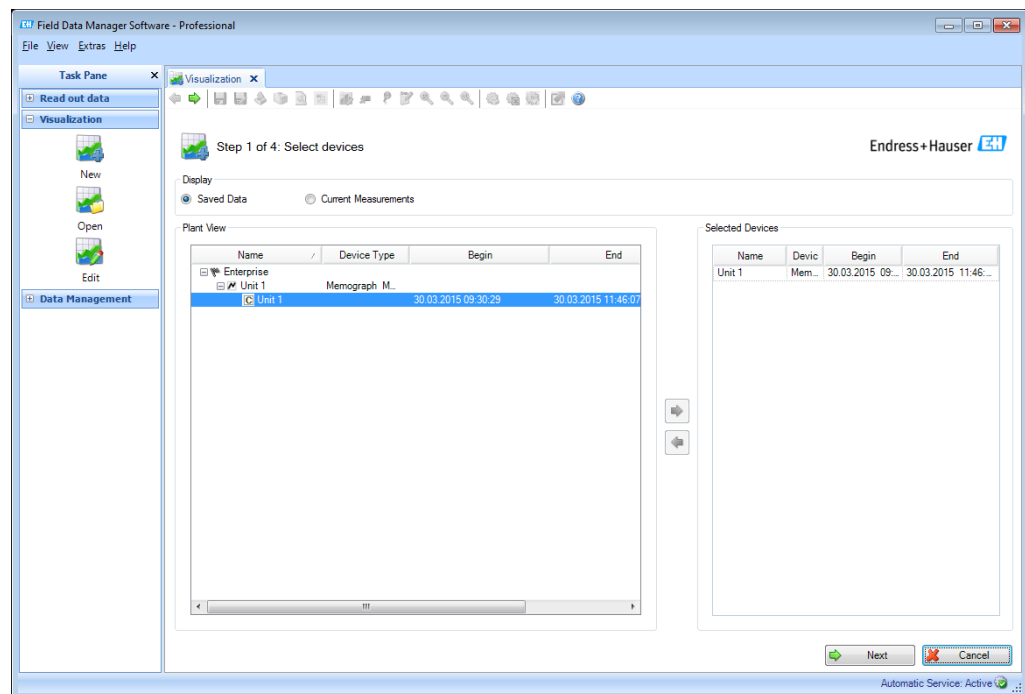 Field Data Manager Software - Professional
File View Extras Help
Task Pane
Visualization
Read out data
Visualization
New
Open
Edit
Data Management
Step 1 of 4: Select devices
Endress+Hauser EH
Display
Saved Data Current Measurements
Plant View
Selected Devices
Name Device Type Begin End
Name Devic Begin End
Enterprise
Unit 1 Memograph M...
Unit 1 30.03.2015 09:30:29 30.03.2015 11:46:07
Unit 1 Mem... 30.03.2015 09:... 30.03.2015 11:46:...
Next Cancel
Automatic Service: Active